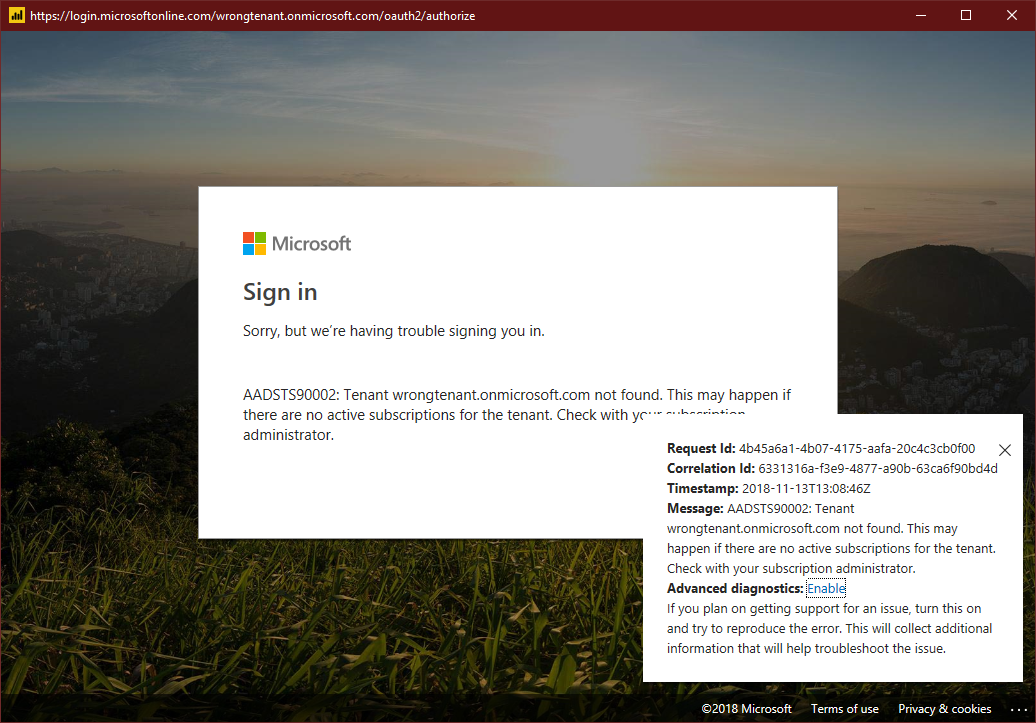 https://login.microsoftonline.com/wrongtenant.onmicrosoft.com/oauth2/authorize
Microsoft
Sign in
Sorry, but we’re having trouble signing you in.
AADSTS90002: Tenant wrongtenant.onmicrosoft.com not found. This may happen if
there are no active subscriptions for the tenant. Check with your subscription
administrator.
Request Id: 4b45a6a1-4b07-4175-aafa-20c4c3cb0f00
Correlation Id: 6331316a-f3e9-4877-a90b-63ca6f90bd4d
Timestamp: 2018-11-13T13:08:46Z
Message: AADSTS90002: Tenant
wrongtenant.onmicrosoft.com not found. This may
happen if there are no active subscriptions for the tenant.
Check with your subscription administrator.
Advanced diagnostics: Enable
If you plan on getting support for an issue, turn this on
and try to reproduce the error. This will collect additional
information that will help troubleshoot the issue.
©2018 Microsoft Terms of use Privacy & cookies ...